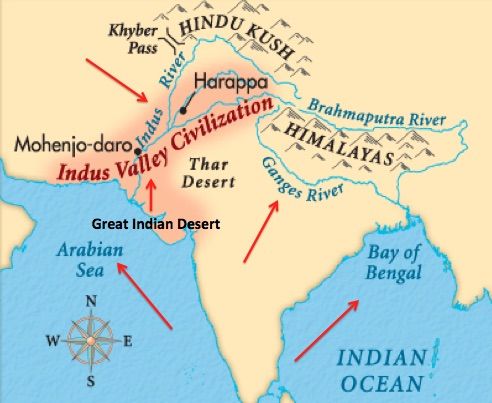 HINDU KUSH
Khyber
Pass
Indus River
Harappa
Brahmaputra River
Mohenjo-daro
Indus Valley Civilization
HIMALAYAS
Thar
Desert
Ganges River
Great Indian Desert
Arabian
Sea
Bay of
Bengal
N
W
E
S
INDIAN
OCEAN